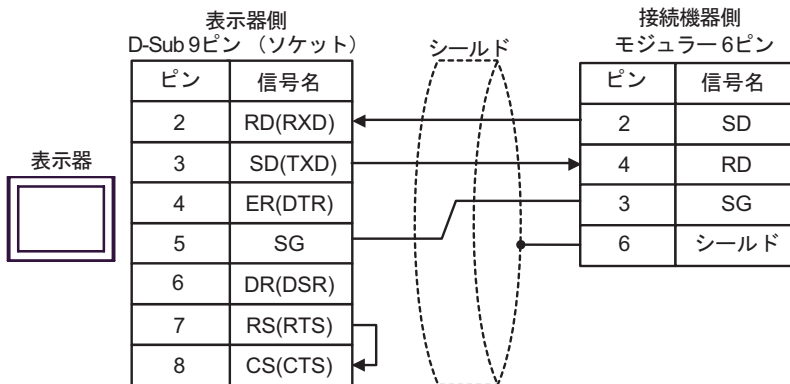 表示器側
D-Sub 9ピン （ソケット）
シールド
接続機器側
モジュラー 6ピン
ピン 信号名
2 RD(RXD)
3 SD(TXD)
4 ER(DTR)
5 SG
6 DR(DSR)
7 RS(RTS)
8 CS(CTS)
表示器
ピン 信号名
2 SD
4 RD
3 SG
6 シールド